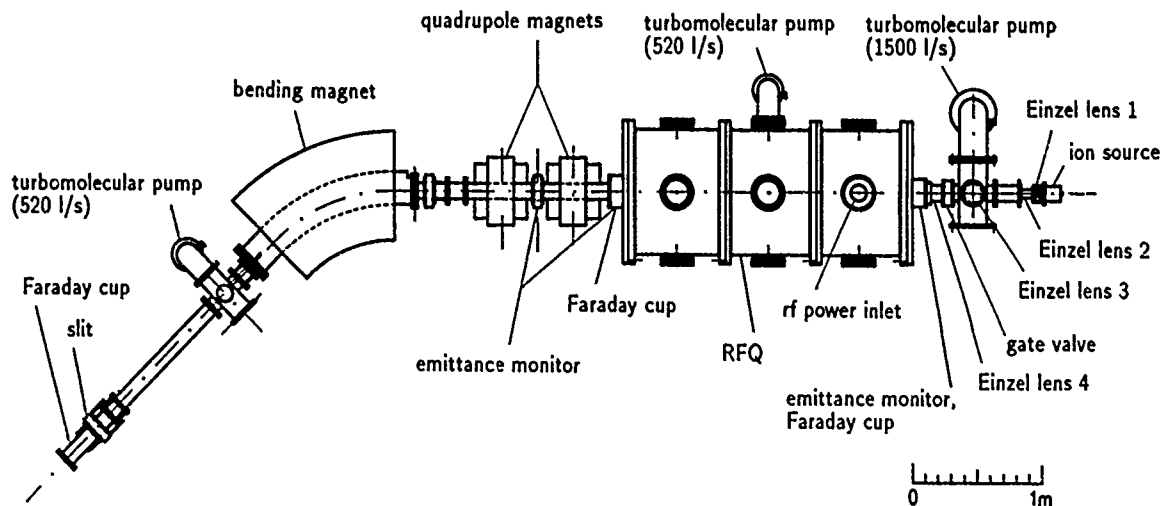 quadrupole magnets
turbomolecular pump
(520 l/s)
turbomolecular pump
(1500 l/s)
bending magnet
Einzel lens 1
ion source
turbomolecular pump
(520 l/s)
Einzel lens 2
Faraday cup
Einzel lens 3
Faraday cup
rf power inlet
slit
gate valve
RFQ
emittance monitor
Einzel lens 4
emittance monitor,
Faraday cup
0 1m